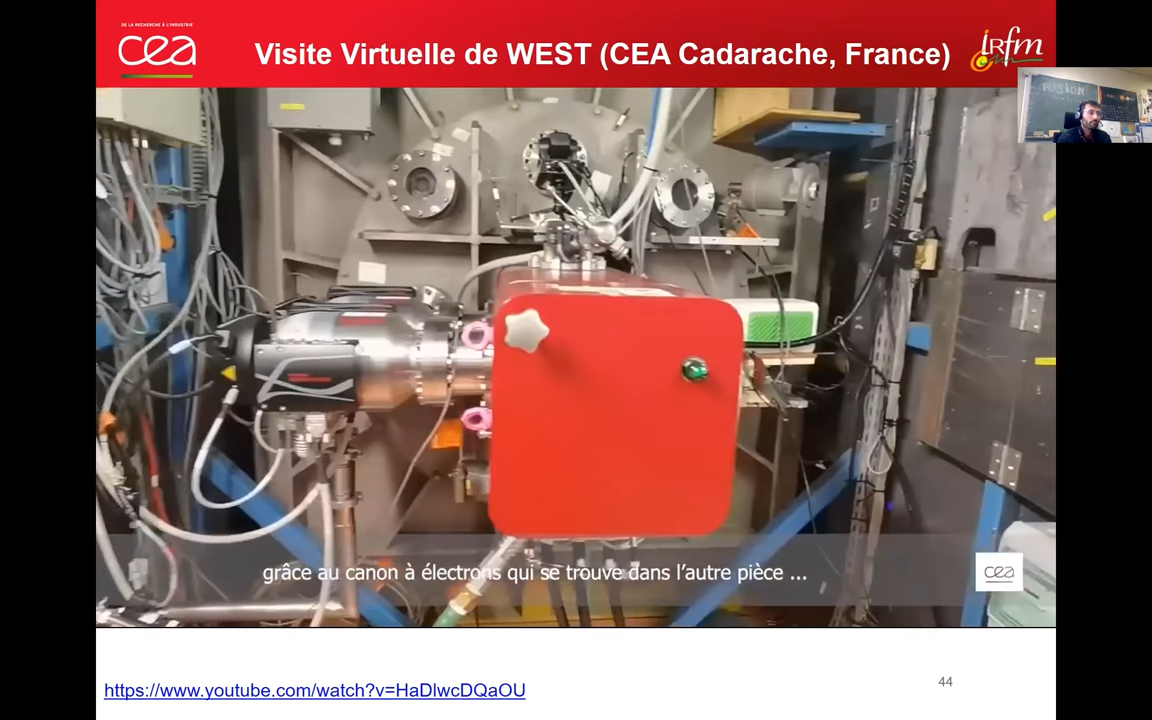 DE LA RECHERCHE À L'INDUSTRIE
cea
Visite Virtuelle de WEST (CEA Cadarache, France)
iRfm
FUSION
grâce au canon à électrons qui se trouve dans l'autre pièce ...
cea
https://www.youtube.com/watch?v=HaDlwcDQaOU
44